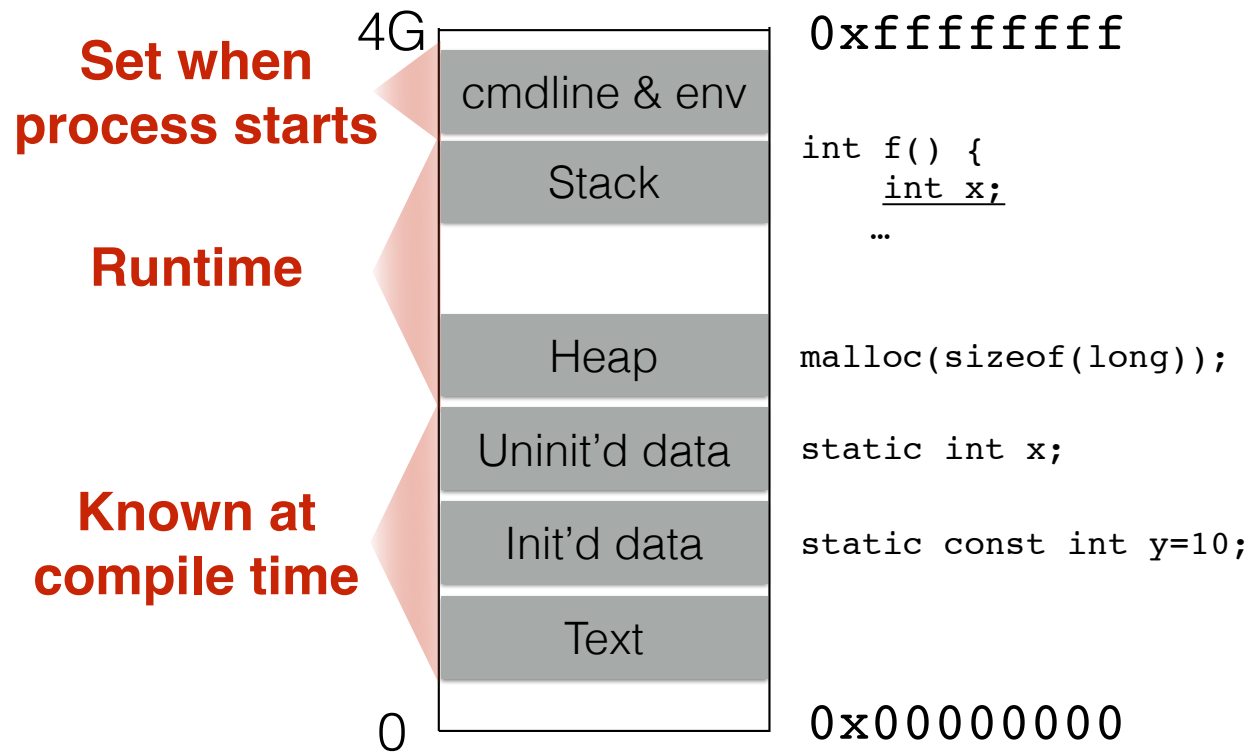 4G
0xffffffff
Set when
process starts
cmdline & env
int f() {
int x;
…
Stack
Runtime
Heap
malloc(sizeof(long));
Uninit’d data
static int x;
Known at
compile time
Init’d data
static const int y=10;
Text
0
0x00000000